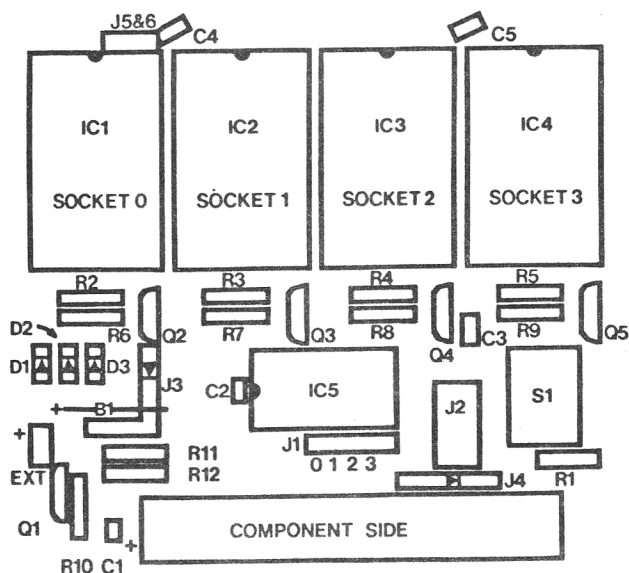 J5&6
C4
C5
IC1
IC2
IC3
IC4
SOCKET 0
SOCKET 1
SOCKET 2
SOCKET 3
R2
R3
R4
R5
D2
R6
Q2
R7
Q3
R8
Q4
C3
R9
Q5
D1
D3
J3
C2
IC5
J2
S1
+
B1
+
J1
0 1 2 3
R11
EXT
R12
J4
R1
Q1
COMPONENT SIDE
+
R10
C1